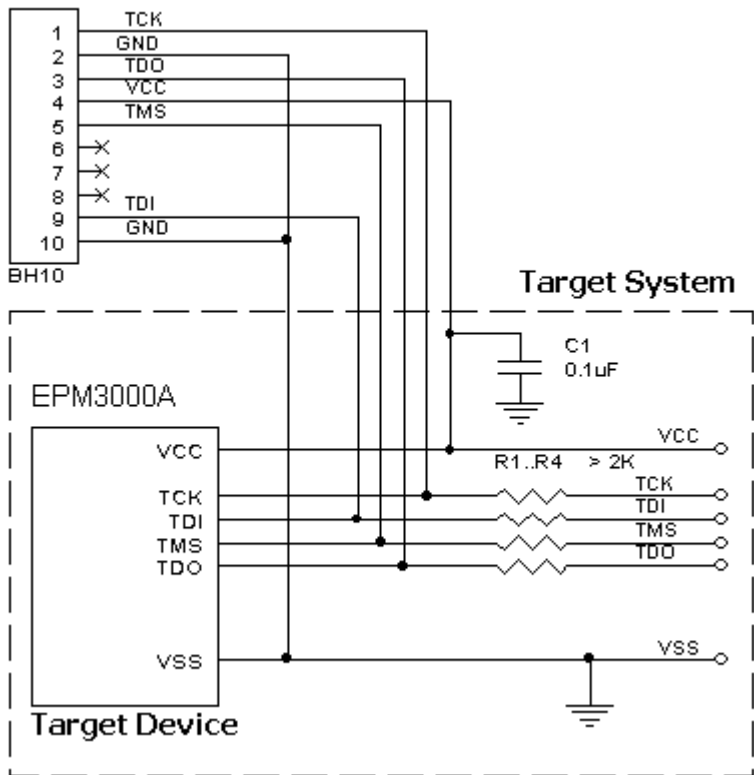 TCK
1
GND
2
TDO
3
VCC
4
TMS
5
6
7
8
TDI
9
GND
10
BH10
Target System
C1
0.1uF
EPM3000A
VCC
VCC
R1..R4 > 2K
TCK
TCK
TDI
TDI
TMS
TMS
TDO
TDO
VSS
VSS
Target Device